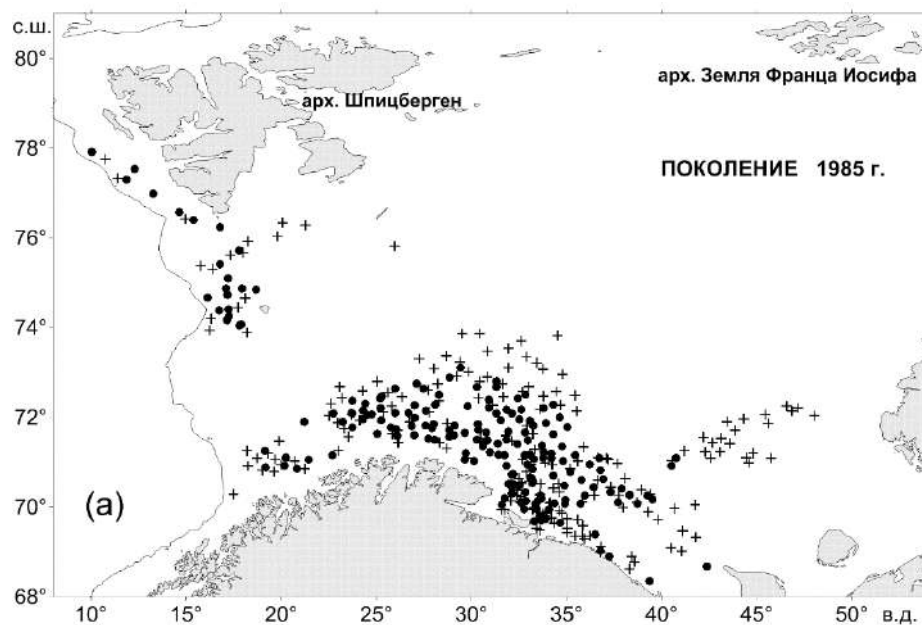 с.ш.
80°
арх. Земля Франца Иосифа
арх. Шпицберген
78°
ПОКОЛЕНИЕ 1985 г.
76°
74°
72°
70°
(а)
68°
10° 15° 20° 25° 30° 35° 40° 45° 50° в.д.